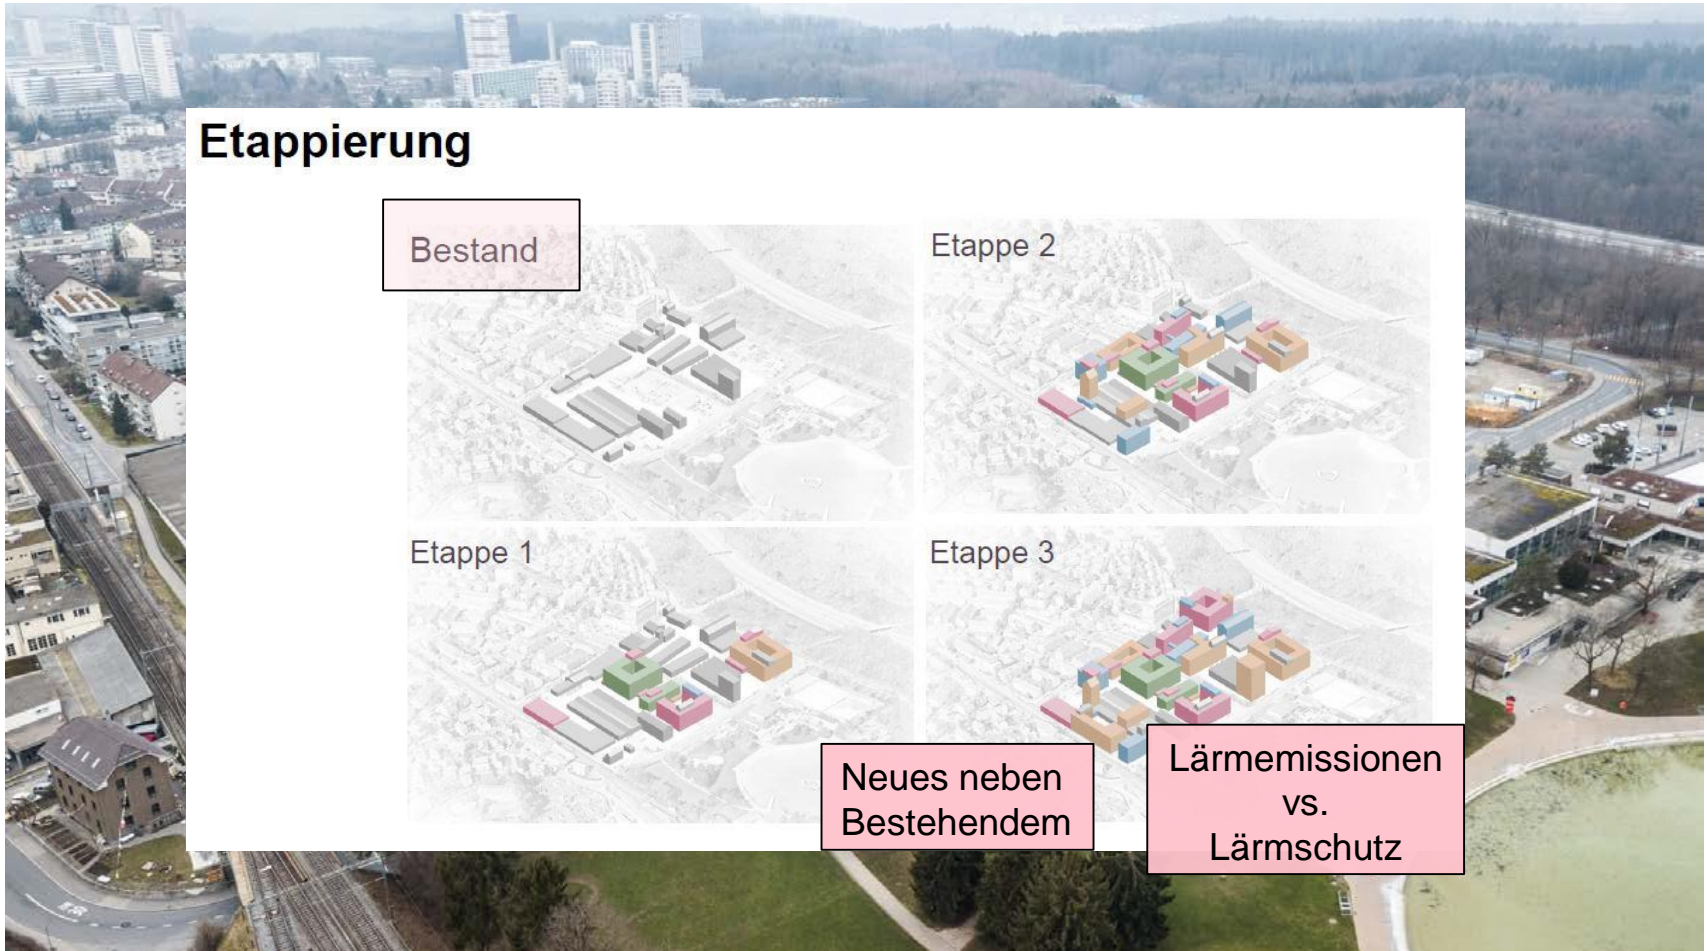 Etappierung
Bestand
Etappe 2
Etappe 1
Etappe 3
Neues neben
Bestehendem
Lärmemissionen
vs.
Lärmschutz